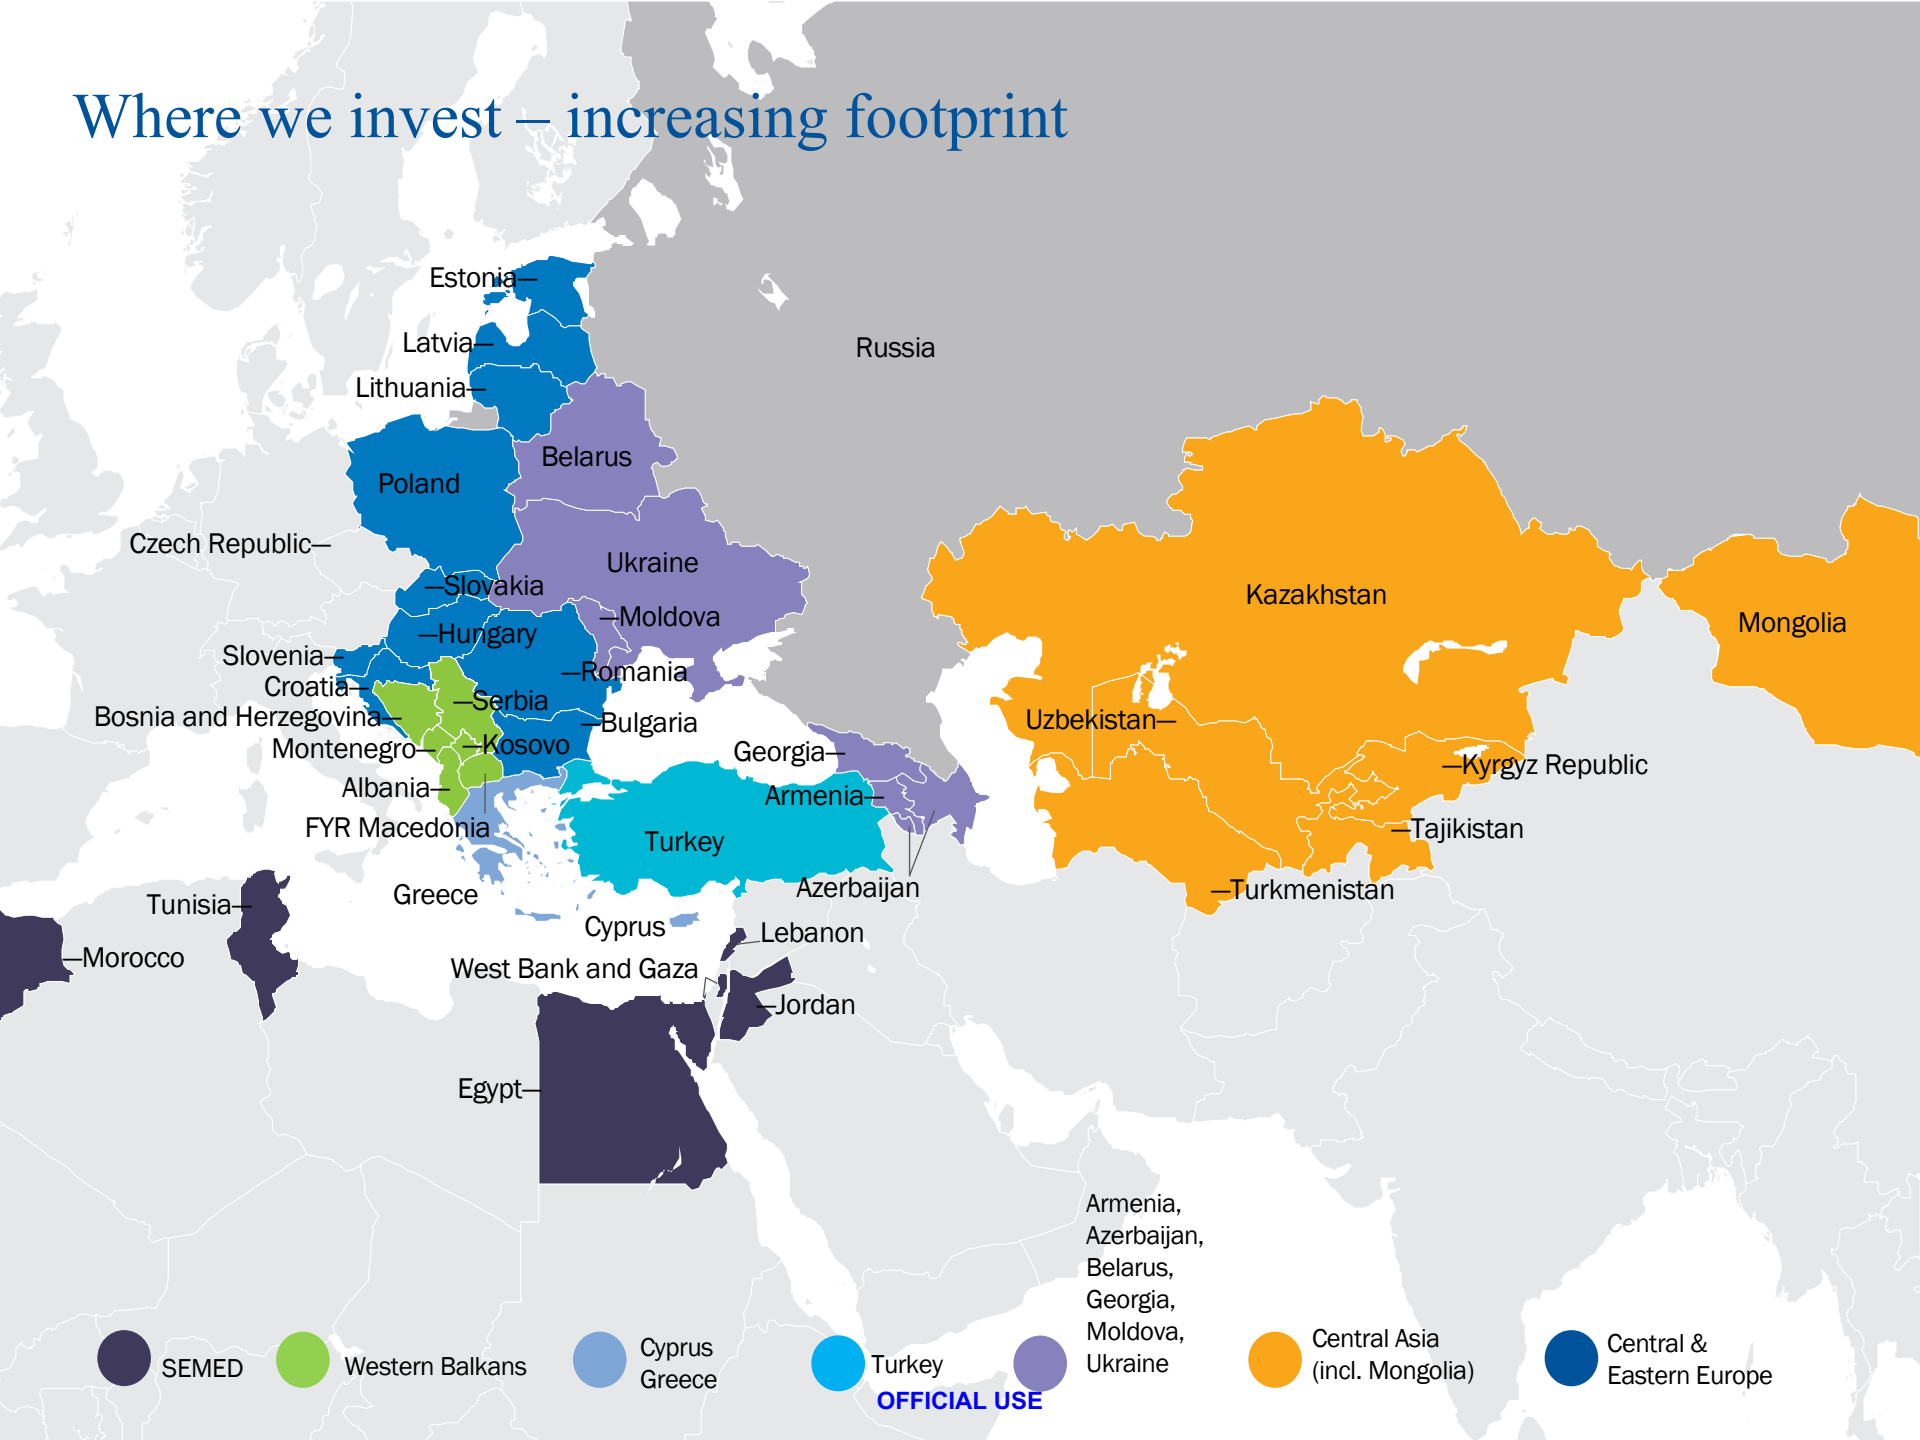 Where we invest – increasing footprint
Estonia
Latvia
Russia
Lithuania
Belarus
Poland
Czech Republic
Ukraine
Slovakia
Kazakhstan
Moldova
Mongolia
Hungary
Slovenia
Romania
Croatia
Serbia
Bosnia and Herzegovina
Bulgaria
Uzbekistan
Kosovo
Montenegro
Georgia
Kyrgyz Republic
Albania
Armenia
FYR Macedonia
Tajikistan
Turkey
Azerbaijan
Turkmenistan
Greece
Tunisia
Cyprus
Lebanon
Morocco
West Bank and Gaza
Jordan
Egypt
SEMED
Western Balkans
Cyprus
Greece
Turkey
Armenia,
Azerbaijan,
Belarus,
Georgia,
Moldova,
Ukraine
Central Asia
(incl. Mongolia)
Central &
Eastern Europe
OFFICIAL USE